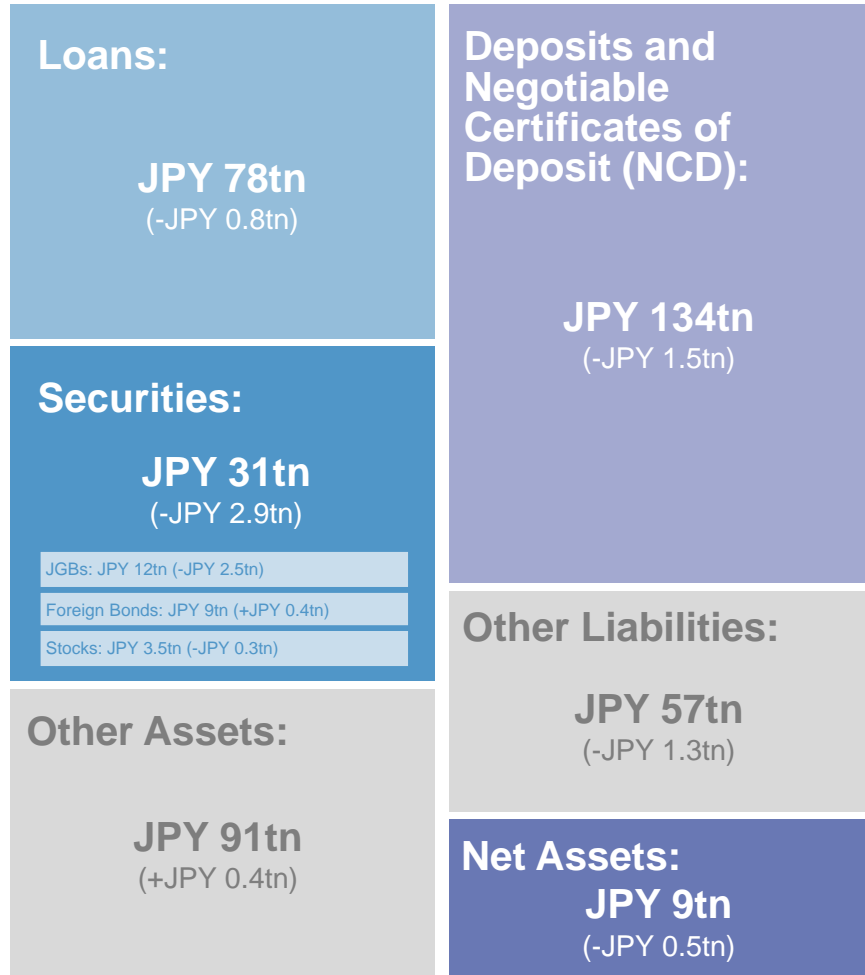 Loans:
JPY 78tn
(-JPY 0.8tn)
Securities:
JPY 31tn
(-JPY 2.9tn)
JGBs: JPY 12tn (-JPY 2.5tn)
Foreign Bonds: JPY 9tn (+JPY 0.4tn)
Stocks: JPY 3.5tn (-JPY 0.3tn)
Other Assets:
JPY 91tn
(+JPY 0.4tn)
Deposits and
Negotiable
Certificates of
Deposit (NCD):
JPY 134tn
(-JPY 1.5tn)
Other Liabilities:
JPY 57tn
(-JPY 1.3tn)
Net Assets:
JPY 9tn
(-JPY 0.5tn)